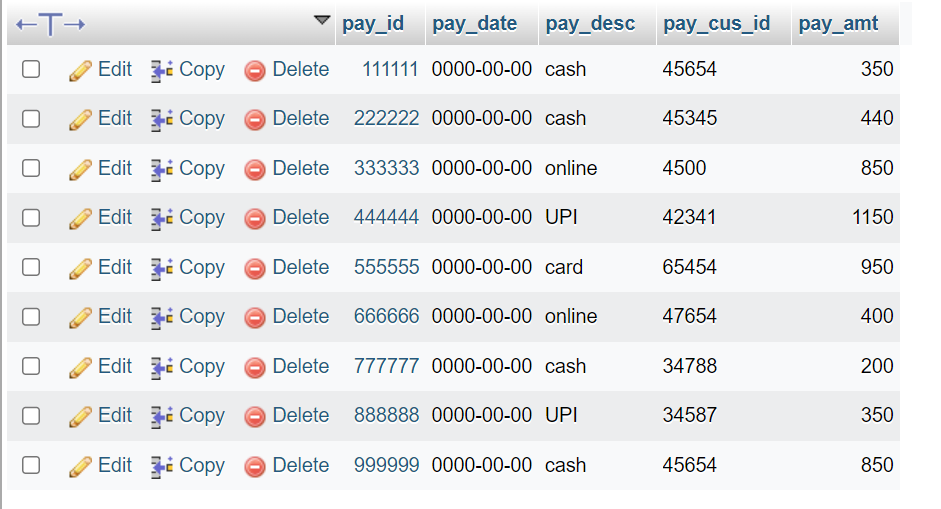 pay_id pay_date pay_desc pay_cus_id pay_amt
Edit Copy Delete 111111 0000-00-00 cash 45654 350
Edit Copy Delete 222222 0000-00-00 cash 45345 440
Edit Copy Delete 333333 0000-00-00 online 4500 850
Edit Copy Delete 444444 0000-00-00 UPI 42341 1150
Edit Copy Delete 555555 0000-00-00 card 65454 950
Edit Copy Delete 666666 0000-00-00 online 47654 400
Edit Copy Delete 777777 0000-00-00 cash 34788 200
Edit Copy Delete 888888 0000-00-00 UPI 34587 350
Edit Copy Delete 999999 0000-00-00 cash 45654 850